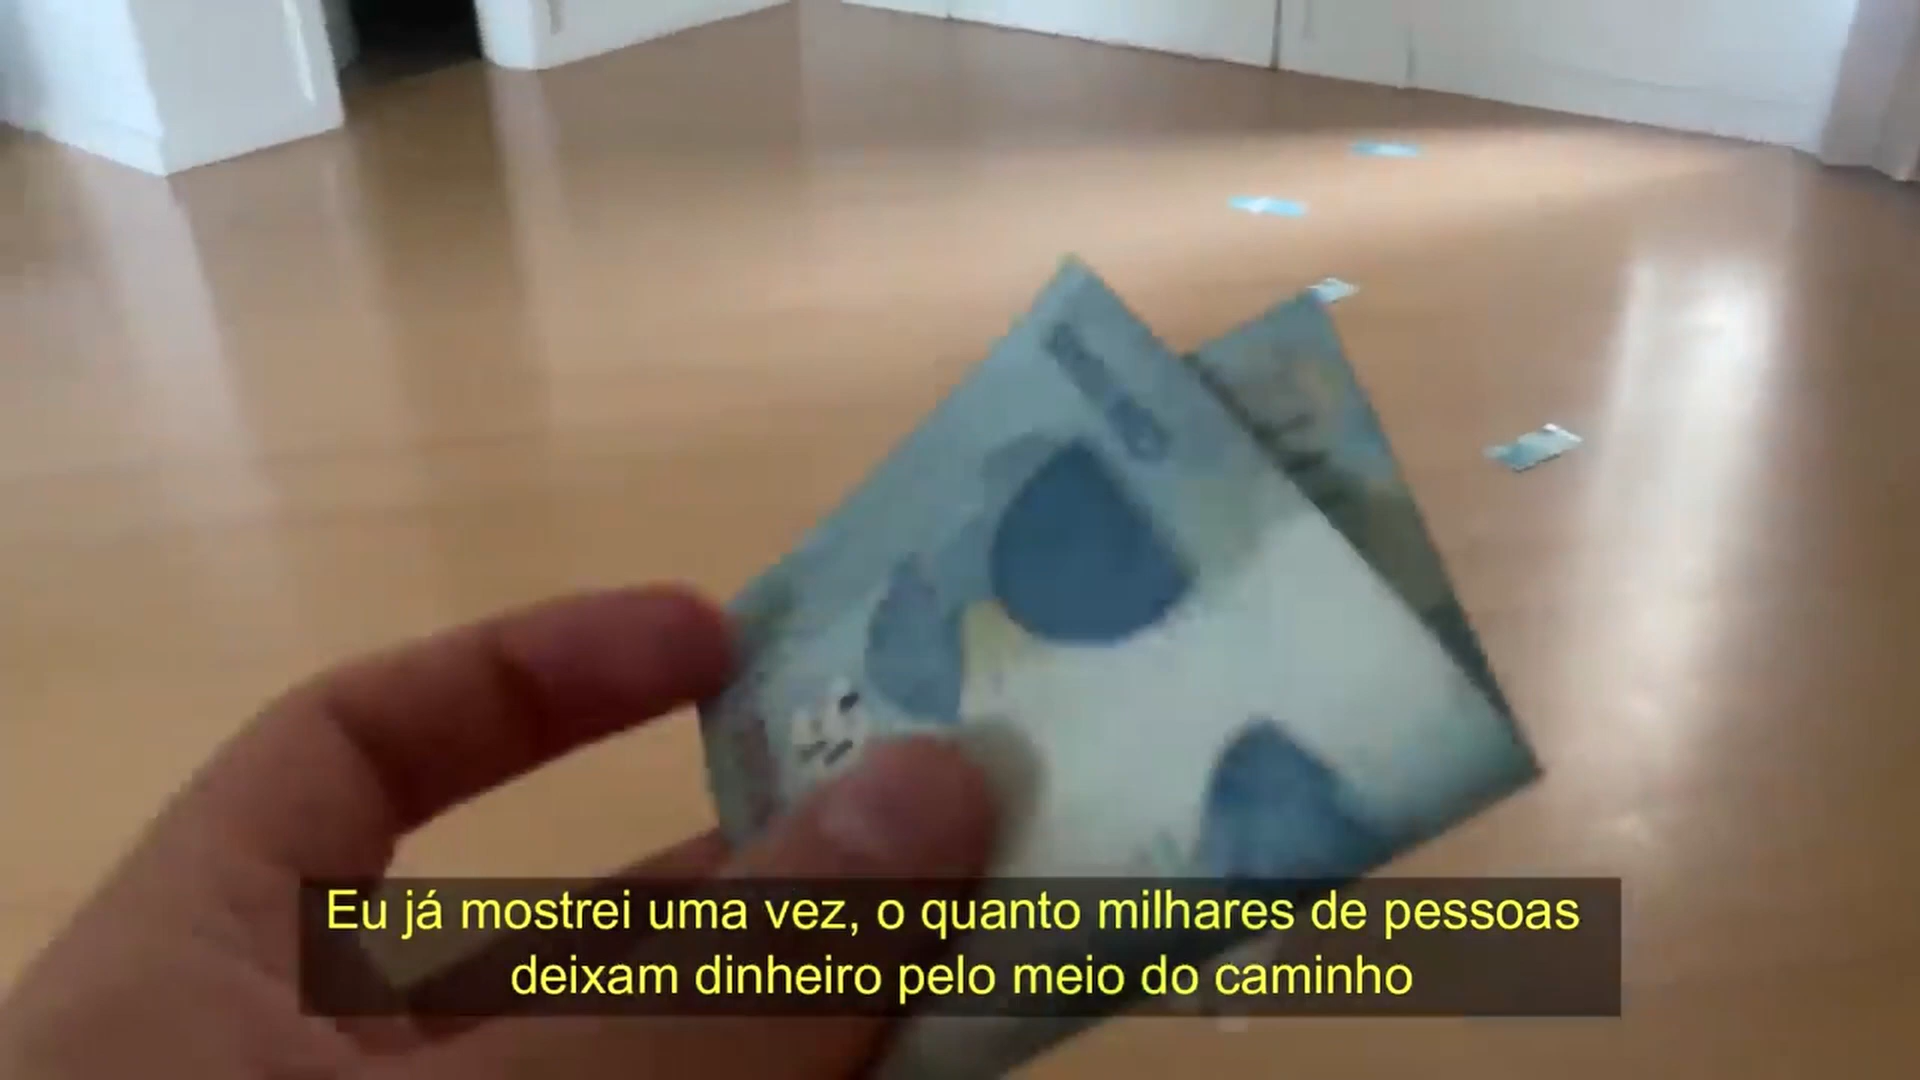 Eu já mostrei uma vez, o quanto milhares de pessoas
deixam dinheiro pelo meio do caminho